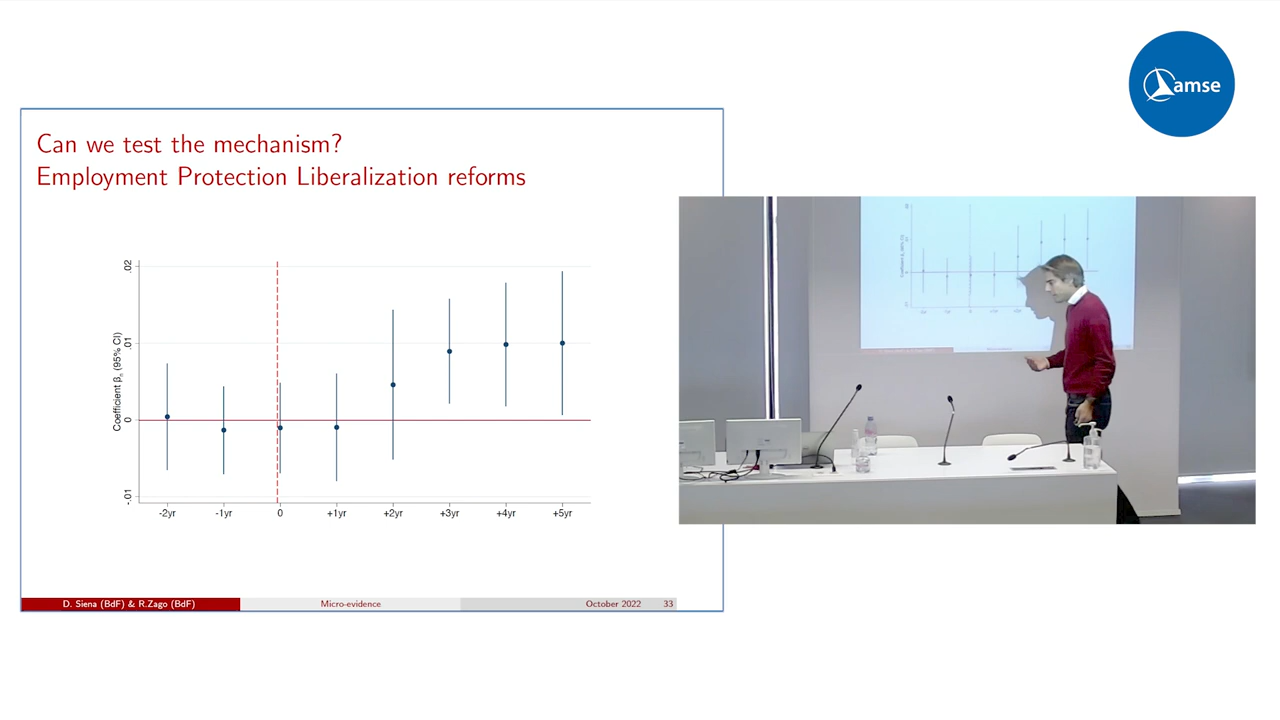 amse
Can we test the mechanism?
Employment Protection Liberalization reforms
Coefficient βn (95% CI)
.02
.01
0
-.01
-2yr
-1yr
0
+1yr
+2yr
+3yr
+4yr
+5yr
D. Siena (BdF) & R.Zago (BdF)
Micro-evidence
October 2022
33